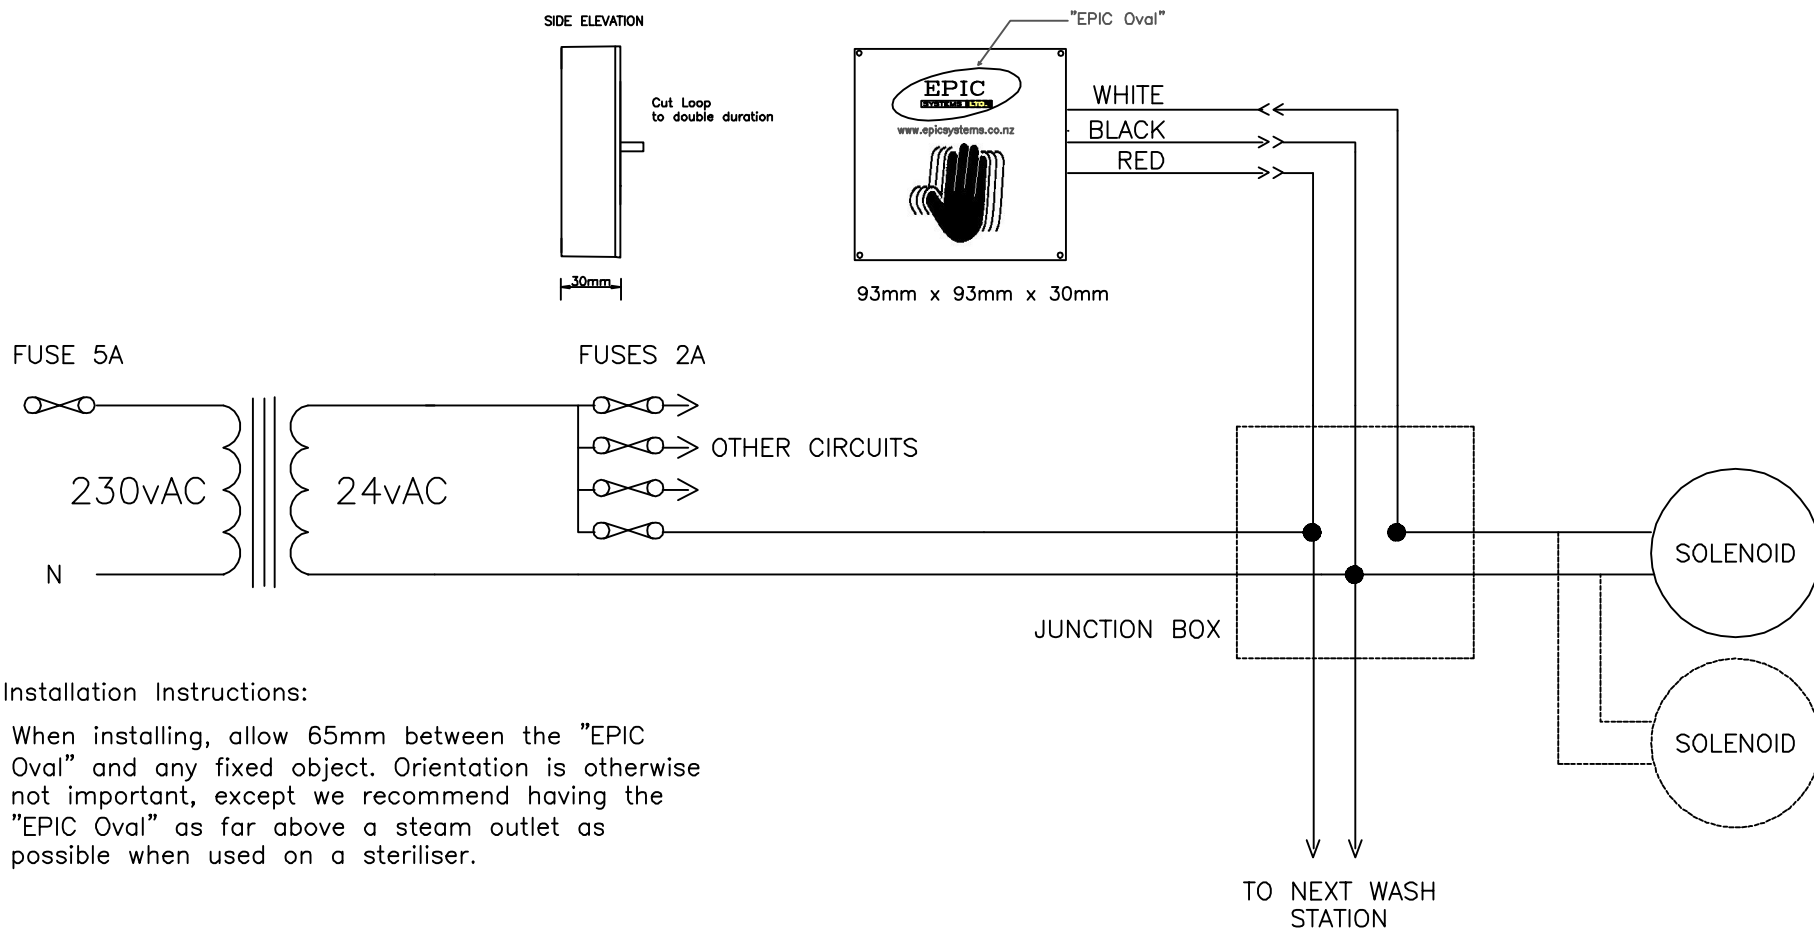 SIDE ELEVATION
"EPIC Oval"
Cut Loop
to double duration
EPIC
SYSTEMS LTD.
www.epicsystems.co.nz
WHITE
BLACK
RED
30mm
93mm x 93mm x 30mm
FUSE 5A
FUSES 2A
OTHER CIRCUITS
230vAC
24vAC
N
SOLENOID
JUNCTION BOX
SOLENOID
Installation Instructions:
When installing, allow 65mm between the "EPIC
Oval" and any fixed object. Orientation is otherwise
not important, except we recommend having the
"EPIC Oval" as far above a steam outlet as
possible when used on a steriliser.
TO NEXT WASH
STATION